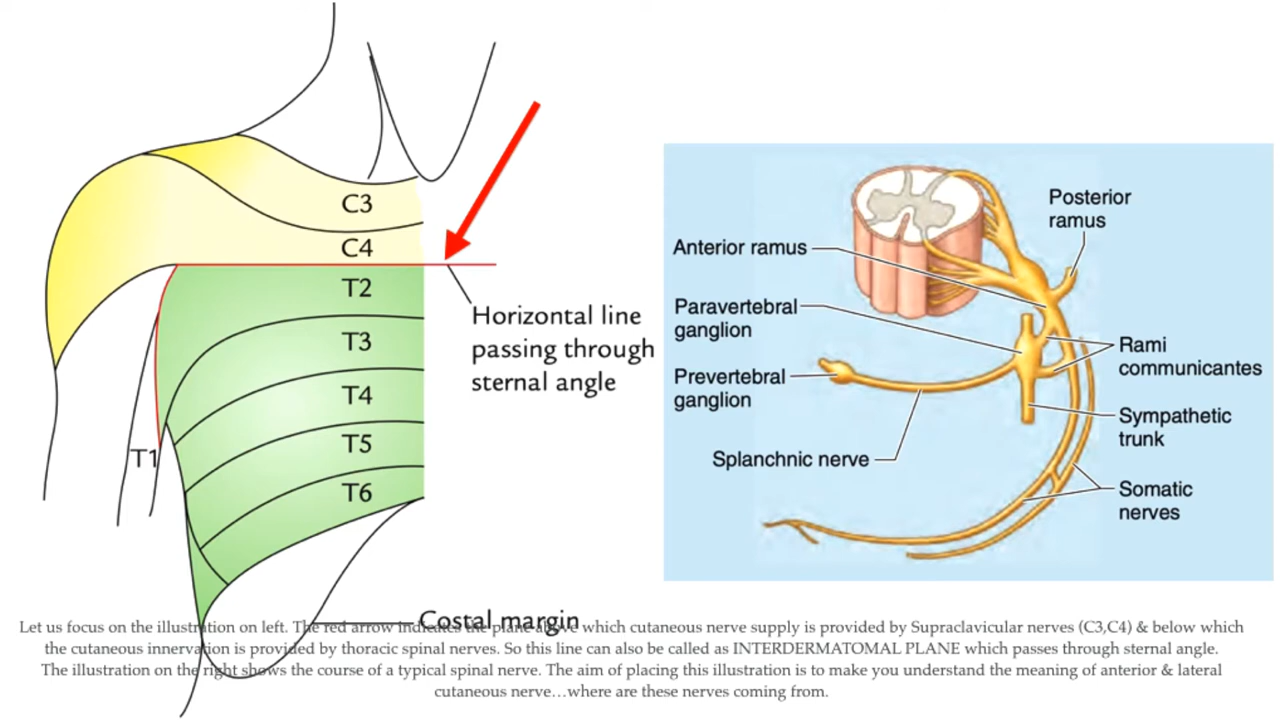 C3
C4
T2
T3
T4
T5
T6
T1
Horizontal line
passing through
sternal angle
Costal margin
Posterior
ramus
Anterior ramus
Paravertebral
ganglion
Rami
communicantes
Prevertebral
ganglion
Sympathetic
trunk
Splanchnic nerve
Somatic
nerves
Let us focus on the illustration on left. The red arrow indicates the plane above which cutaneous nerve supply is provided by Supraclavicular nerves (C3,C4) & below which
the cutaneous innervation is provided by thoracic spinal nerves. So this line can also be called as INTERDERMATOMAL PLANE which passes through sternal angle.
The illustration on the right shows the course of a typical spinal nerve. The aim of placing this illustration is to make you understand the meaning of anterior & lateral
cutaneous nerve…where are these nerves coming from.